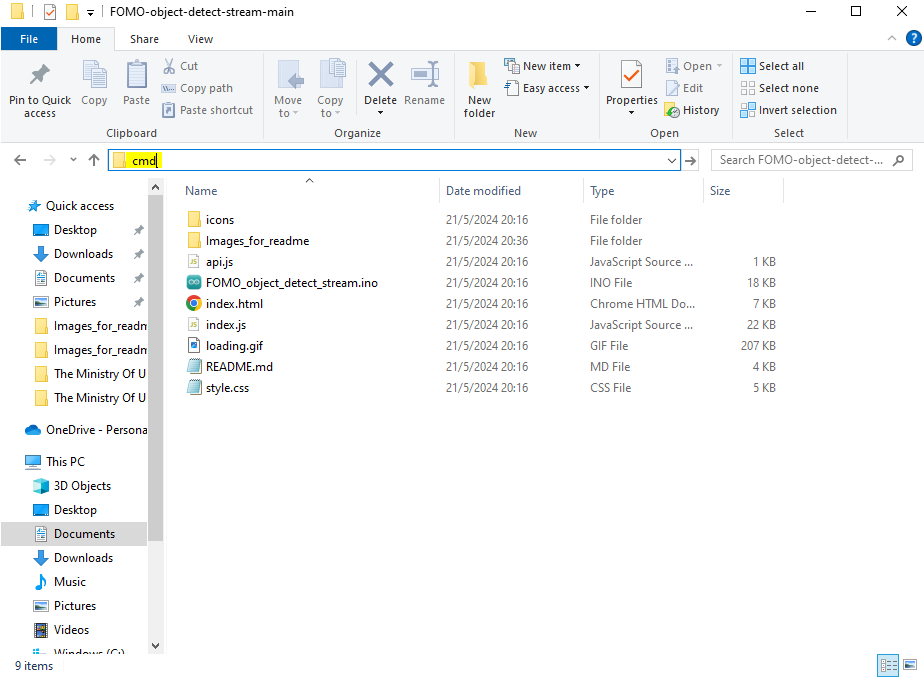 FOMO-object-detect-stream-main
File Home Share View
Pin to Quick access
Copy
Paste
Cut
Copy path
Paste shortcut
Clipboard
Move to
Copy to
Delete
Rename
Organize
New folder
New item
Easy access
New
Properties
Open
Edit
History
Open
Select all
Select none
Invert selection
Select
cmd
Search FOMO-object-detect-...
Quick access
Desktop
Downloads
Documents
Pictures
Images_for_readm
Images_for_readm
The Ministry Of U
The Ministry Of U
OneDrive - Persona
This PC
3D Objects
Desktop
Documents
Downloads
Music
Pictures
Videos
Windows (C:)
Name Date modified Type Size
icons 21/5/2024 20:16 File folder
Images_for_readme 21/5/2024 20:36 File folder
api.js 21/5/2024 20:16 JavaScript Source ... 1 KB
FOMO_object_detect_stream.ino 21/5/2024 20:16 INO File 18 KB
index.html 21/5/2024 20:16 Chrome HTML Do... 7 KB
index.js 21/5/2024 20:16 JavaScript Source ... 22 KB
loading.gif 21/5/2024 20:16 GIF File 207 KB
README.md 21/5/2024 20:16 MD File 4 KB
style.css 21/5/2024 20:16 CSS File 5 KB
9 items